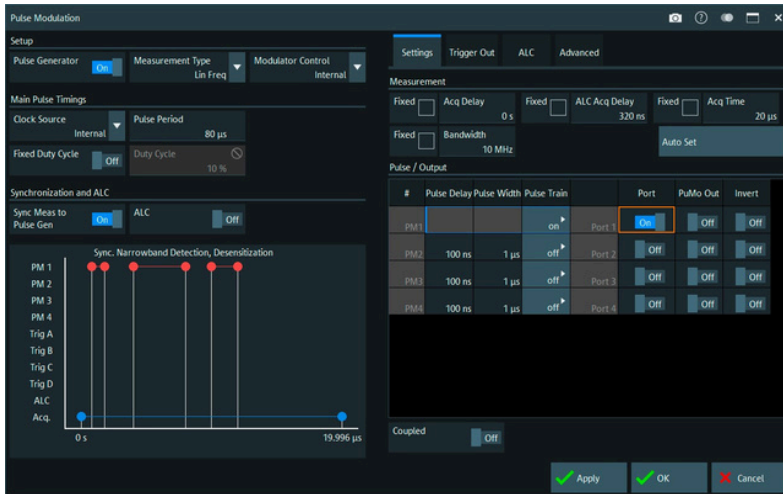 Pulse Modulation
Setup
Pulse Generator On
Measurement Type Lin Freq
Modulator Control Internal
Main Pulse Timings
Clock Source Internal
Pulse Period 80 µs
Fixed Duty Cycle Off
Duty Cycle 10 %
Synchronization and ALC
Sync Meas to Pulse Gen On
ALC Off
Sync. Narrowband Detection, Desensitization
PM 1
PM 2
PM 3
PM 4
Trig A
Trig B
Trig C
Trig D
ALC
Acq.
0 s 19.996 µs
Settings Trigger Out ALC Advanced
Measurement
Fixed Acq Delay 0 s
Fixed ALC Acq Delay 320 ns
Fixed Acq Time 20 µs
Fixed Bandwidth 10 MHz
Auto Set
Pulse / Output
# Pulse Delay Pulse Width Pulse Train Port PuMo Out Invert
PM1 on Port 1 On Off Off
PM2 100 ns 1 µs off Port 2 Off Off Off
PM3 100 ns 1 µs off Port 3 Off Off Off
PM4 100 ns 1 µs off Port 4 Off Off Off
Coupled Off
Apply OK Cancel